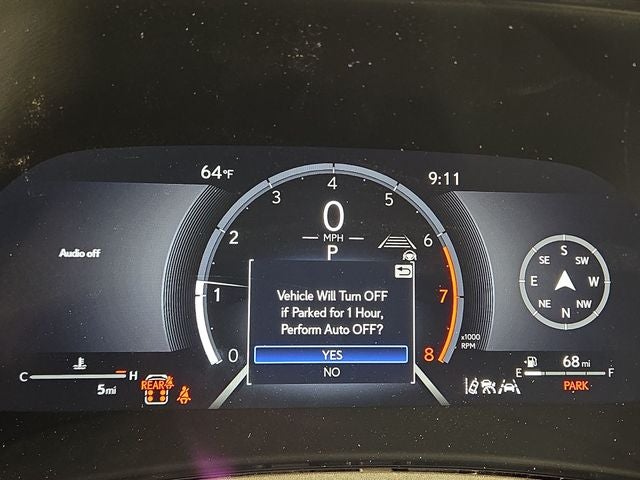 64°F
9:11
0
MPH
P
0
1
2
3
4
5
6
7
8
x1000
RPM
Audio off
Vehicle Will Turn OFF
if Parked for 1 Hour,
Perform Auto OFF?
YES
NO
S
SE
SW
E
W
NE
NW
N
C
H
5mi
REAR
68 mi
E
F
PARK